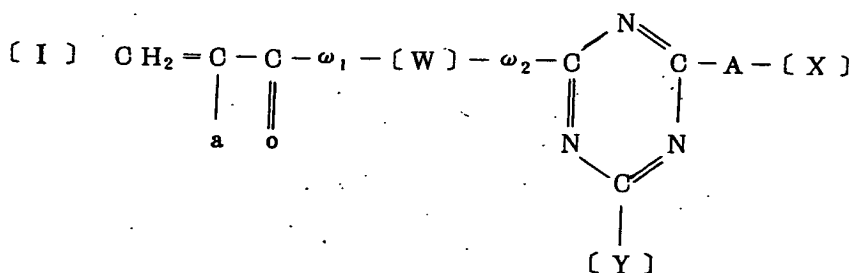 N
〔I〕 CH₂=C－C－ω₁－〔W〕－ω₂－C C－A－〔X〕
a o N N
C
〔Y〕